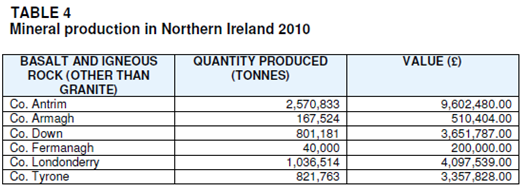 TABLE 4
Mineral production in Northern Ireland 2010
BASALT AND IGNEOUS ROCK (OTHER THAN GRANITE) QUANTITY PRODUCED (TONNES) VALUE (£)
Co. Antrim 2,570,833 9,602,480.00
Co. Armagh 167,524 510,404.00
Co. Down 801,181 3,651,787.00
Co. Fermanagh 40,000 200,000.00
Co. Londonderry 1,036,514 4,097,539.00
Co. Tyrone 821,763 3,357,828.00